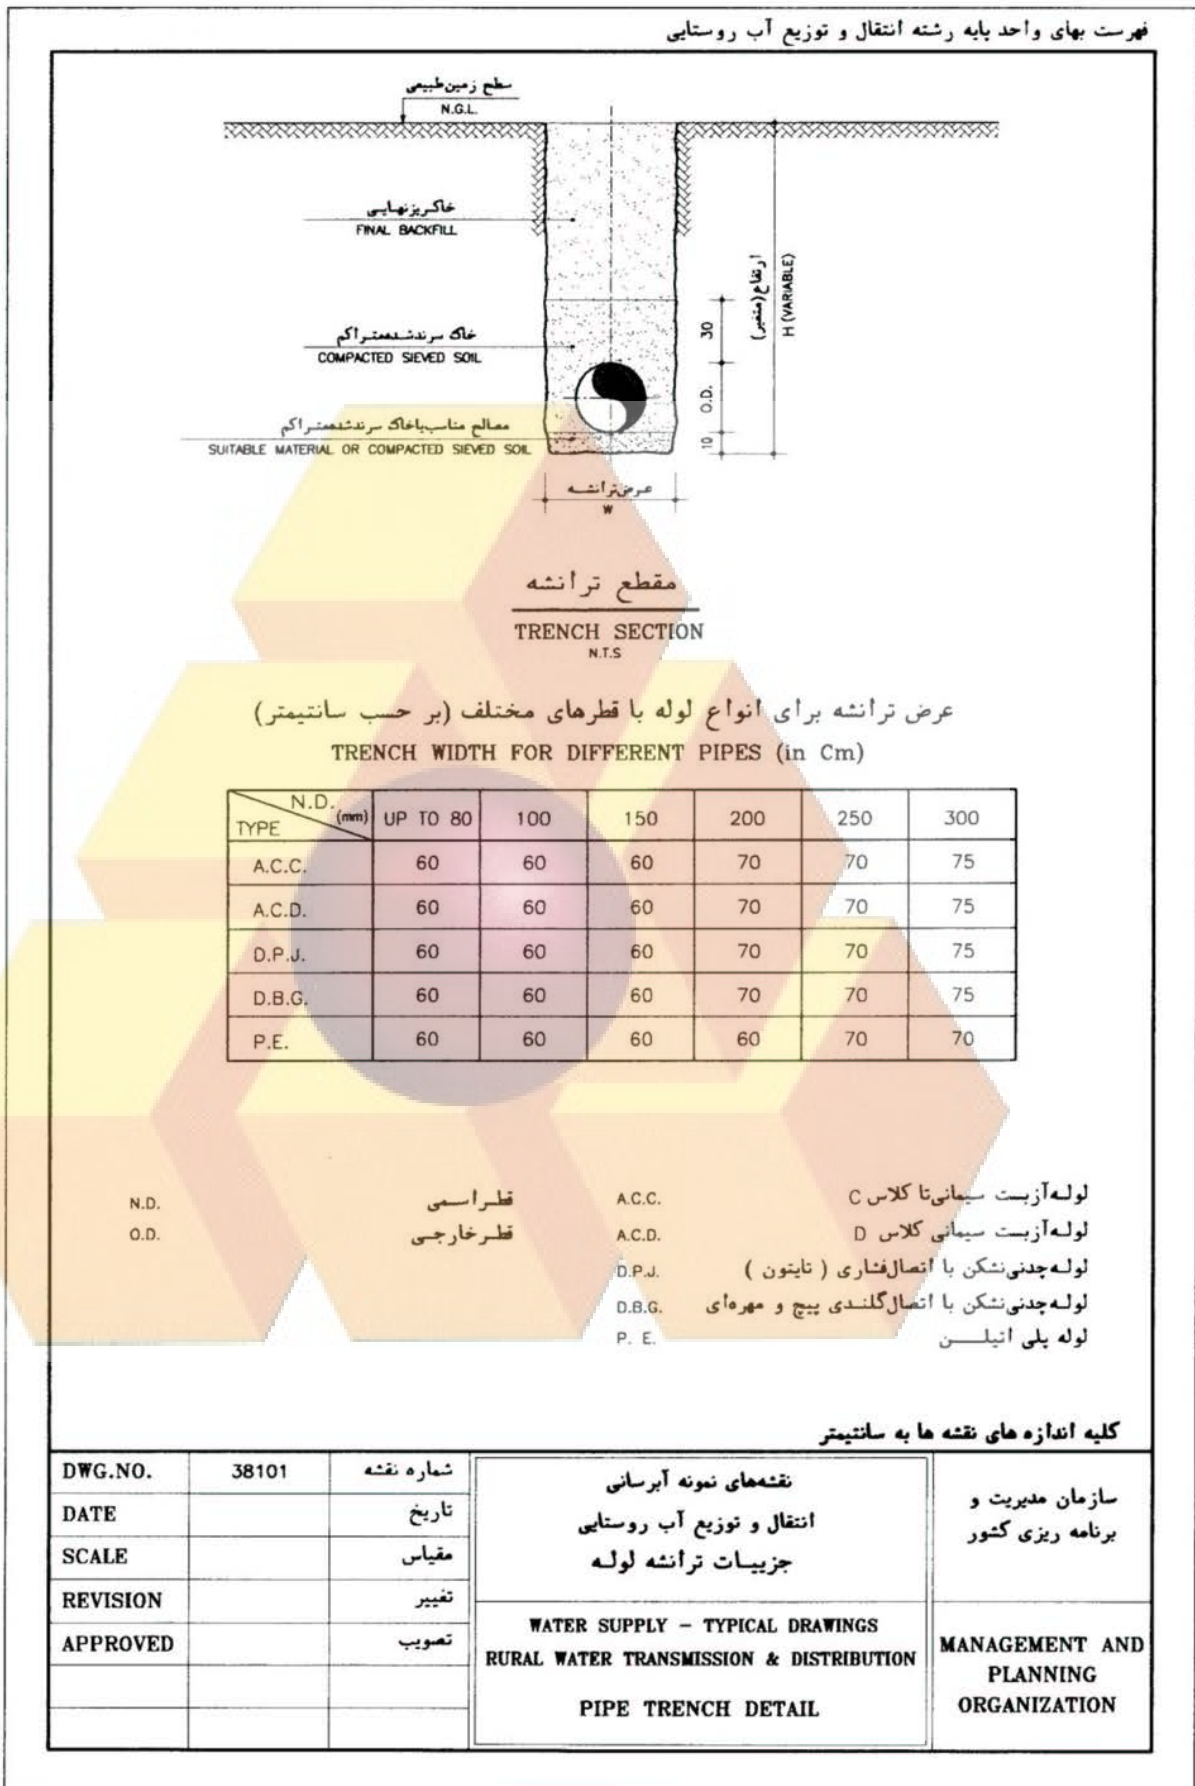 فهرست بهای واحد پایه رشته انتقال و توزیع آب روستایی
سطح زمین طبیعی
N.G.L.
خاکریز نهایی
FINAL BACKFILL
خاک سرند شده متراکم
COMPACTED SIEVED SOIL
مصالح مناسب یا خاک سرند شده متراکم
SUITABLE MATERIAL OR COMPACTED SIEVED SOIL
30
O.D.
10
ارتفاع (متغیر)
H (VARIABLE)
عرض ترانشه
W
مقطع ترانشه
TRENCH SECTION
N.T.S
عرض ترانشه برای انواع لوله با قطرهای مختلف (بر حسب سانتیمتر)
TRENCH WIDTH FOR DIFFERENT PIPES (in Cm)
TYPE N.D. (mm) UP TO 80 100 150 200 250 300
A.C.C. 60 60 60 70 70 75
A.C.D. 60 60 60 70 70 75
D.P.J. 60 60 60 70 70 75
D.B.G. 60 60 60 70 70 75
P.E. 60 60 60 60 70 70
لوله آزبست سیمانی تا کلاس C A.C.C.
لوله آزبست سیمانی کلاس D A.C.D.
لوله چدنی نشکن با اتصال فشاری ( تایتون ) D.P.J.
لوله چدنی نشکن با اتصال گلندی پیچ و مهره‌ای D.B.G.
لوله پلی اتیلن P. E.
قطر اسمی N.D.
قطر خارجی O.D.
کلیه اندازه های نقشه ها به سانتیمتر
DWG.NO. 38101 شماره نقشه
DATE تاریخ
SCALE مقیاس
REVISION تغییر
APPROVED تصویب
نقشه‌های نمونه آبرسانی
انتقال و توزیع آب روستایی
جزییات ترانشه لوله
WATER SUPPLY – TYPICAL DRAWINGS
RURAL WATER TRANSMISSION & DISTRIBUTION
PIPE TRENCH DETAIL
سازمان مدیریت و
برنامه ریزی کشور
MANAGEMENT AND
PLANNING
ORGANIZATION